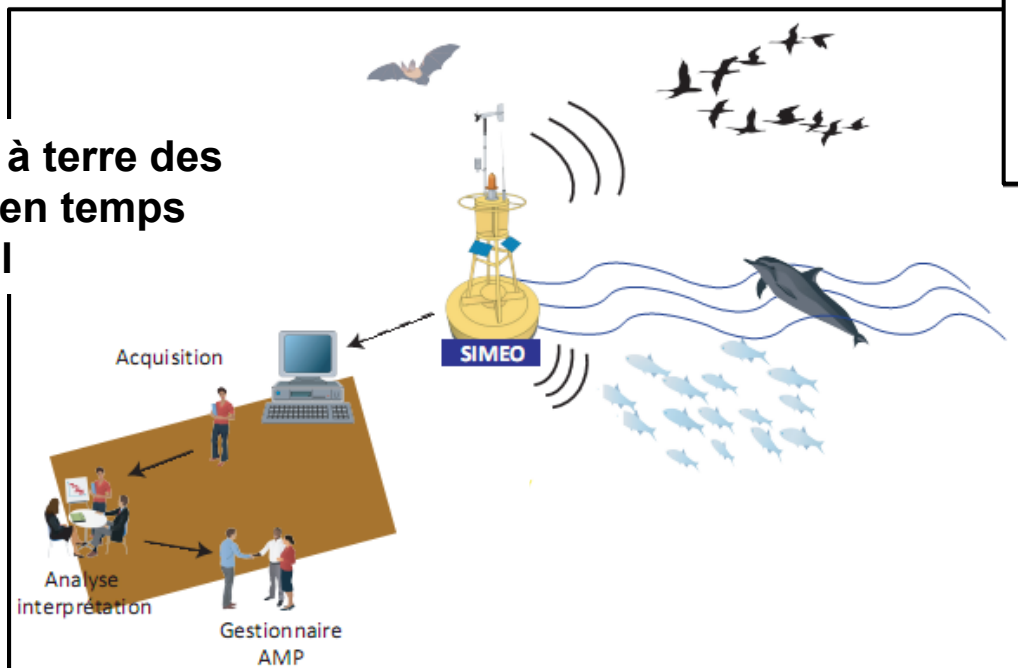 à terre des
en temps
l
SIMEO
Acquisition
Analyse
interprétation
Gestionnaire
AMP